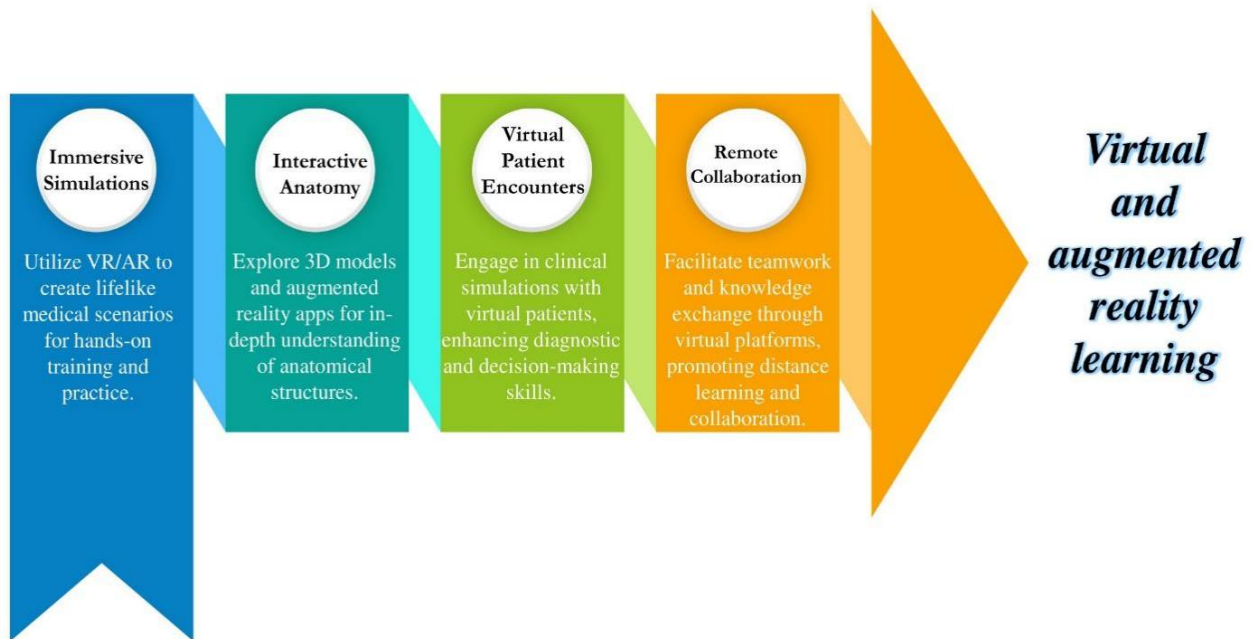 Immersive
Simulations
Utilize VR/AR to
create lifelike
medical scenarios
for hands-on
training and
practice.
Interactive
Anatomy
Explore 3D models
and augmented
reality apps for in-
depth understanding
of anatomical
structures.
Virtual
Patient
Encounters
Engage in clinical
simulations with
virtual patients,
enhancing diagnostic
and decision-making
skills.
Remote
Collaboration
Facilitate teamwork
and knowledge
exchange through
virtual platforms,
promoting distance
learning and
collaboration.
Virtual
and
augmented
reality
learning